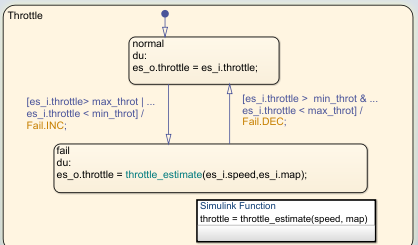 Throttle
normal
du:
es_o.throttle = es_i.throttle;
[es_i.throttle> max_throt | ...
es_i.throttle < min_throt] /
Fail.INC;
[es_i.throttle >  min_throt & ...
es_i.throttle < max_throt] /
Fail.DEC;
fail
du:
es_o.throttle = throttle_estimate(es_i.speed,es_i.map);
Simulink Function
throttle = throttle_estimate(speed, map)